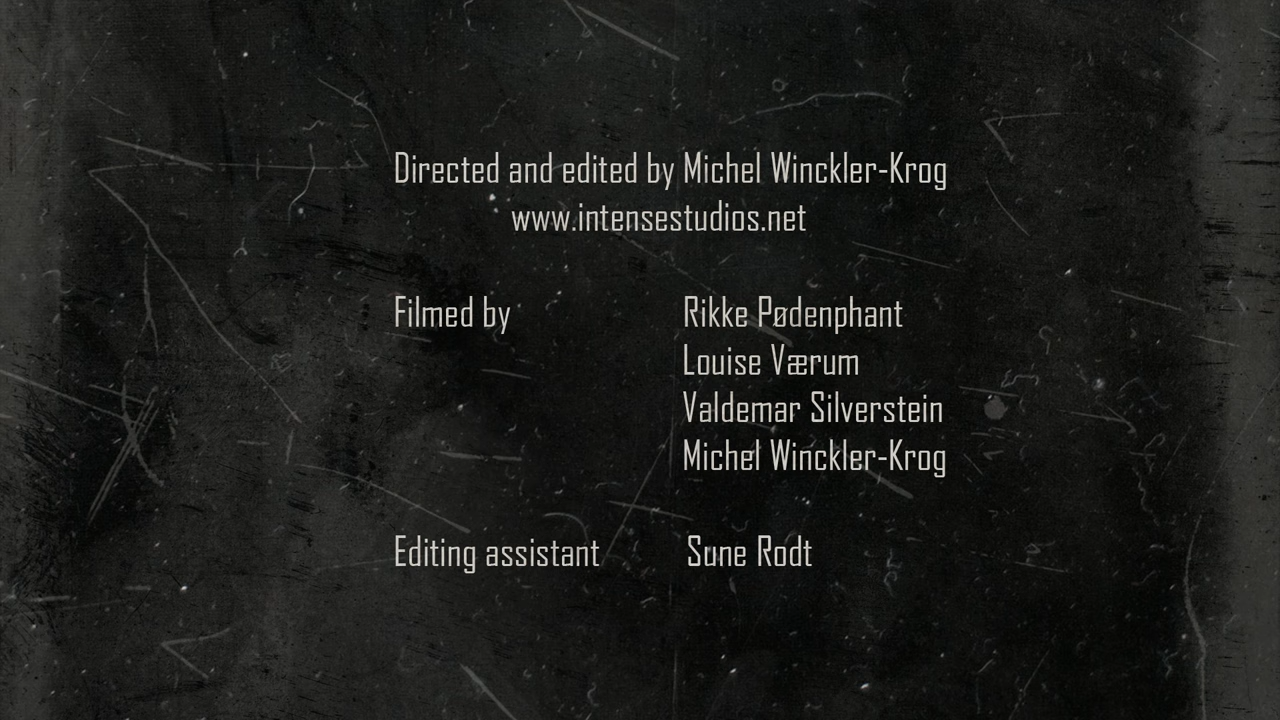 Directed and edited by Michel Winckler-Krog
www.intensestudios.net
Filmed by Rikke Pødenphant
Louise Værum
Valdemar Silverstein
Michel Winckler-Krog
Editing assistant Sune Rodt